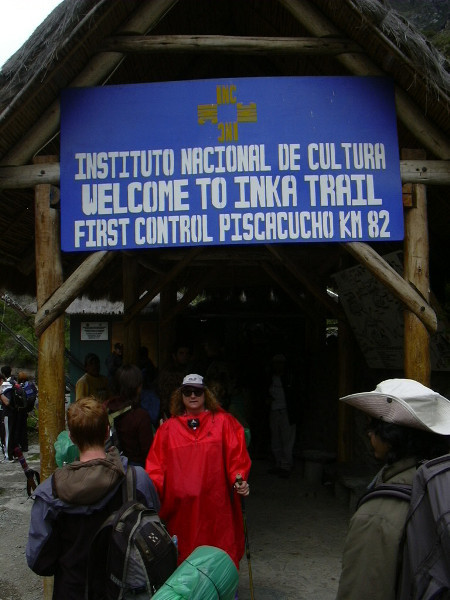 INC
INC
INSTITUTO NACIONAL DE CULTURA
WELCOME TO INKA TRAIL
FIRST CONTROL PISCACUCHO KM 82